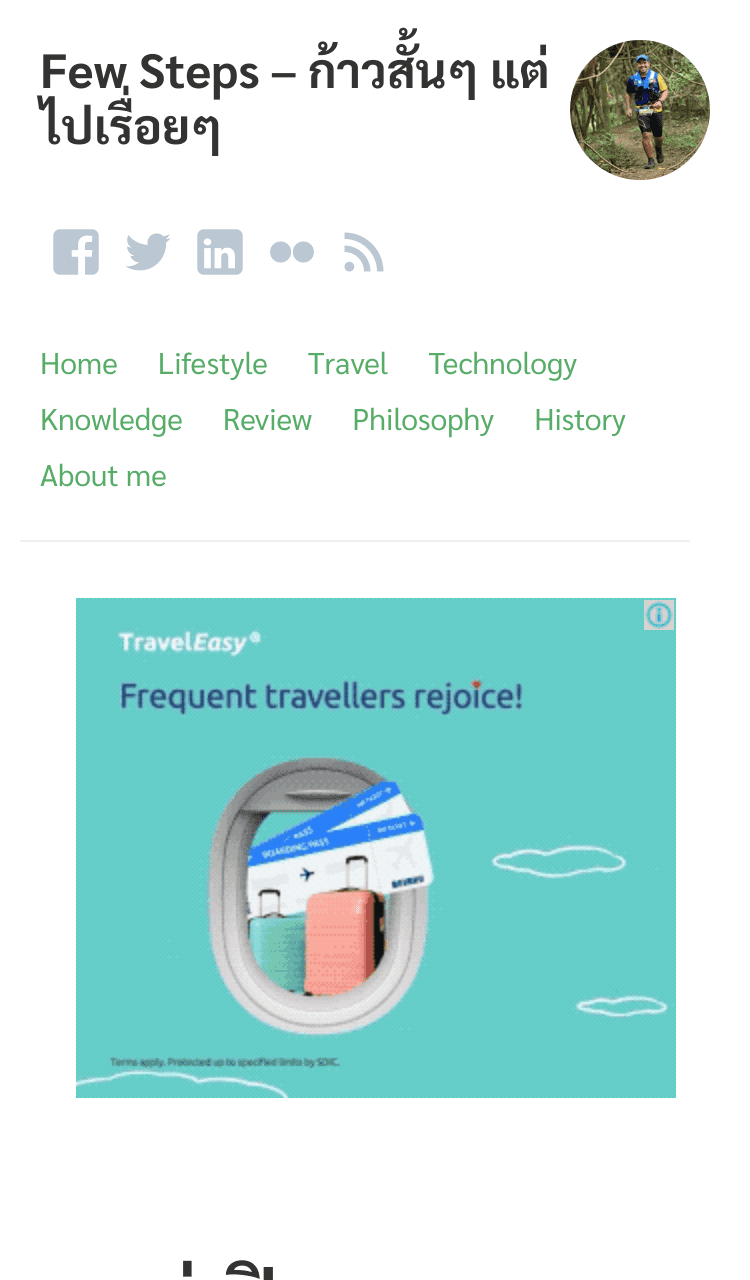 Few Steps – ก้าวสั้นๆ แต่
ไปเรื่อยๆ
Home Lifestyle Travel Technology
Knowledge Review Philosophy History
About me
TravelEasy®
Frequent travellers rejoice!
PASS
BOARDING PASS
Terms apply. Protected up to specified limits by SDIC.